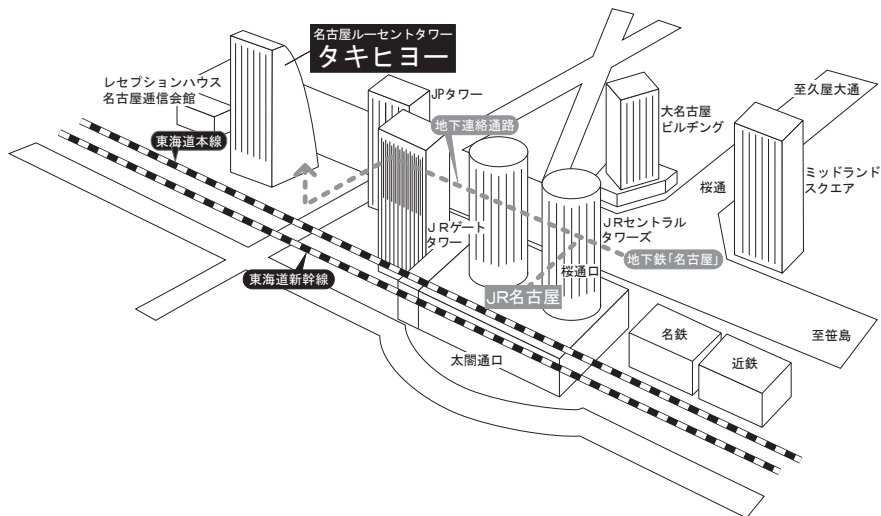 名古屋ルーセントタワー
タキヒヨー
レセプションハウス
名古屋逓信会館
JPタワー
地下連絡通路
大名古屋
ビルヂング
至久屋大通
東海道本線
桜通
ミッドランド
スクエア
JRゲート
タワー
JRセントラル
タワーズ
地下鉄「名古屋」
東海道新幹線
桜通口
JR名古屋
太閤通口
名鉄
近鉄
至笹島